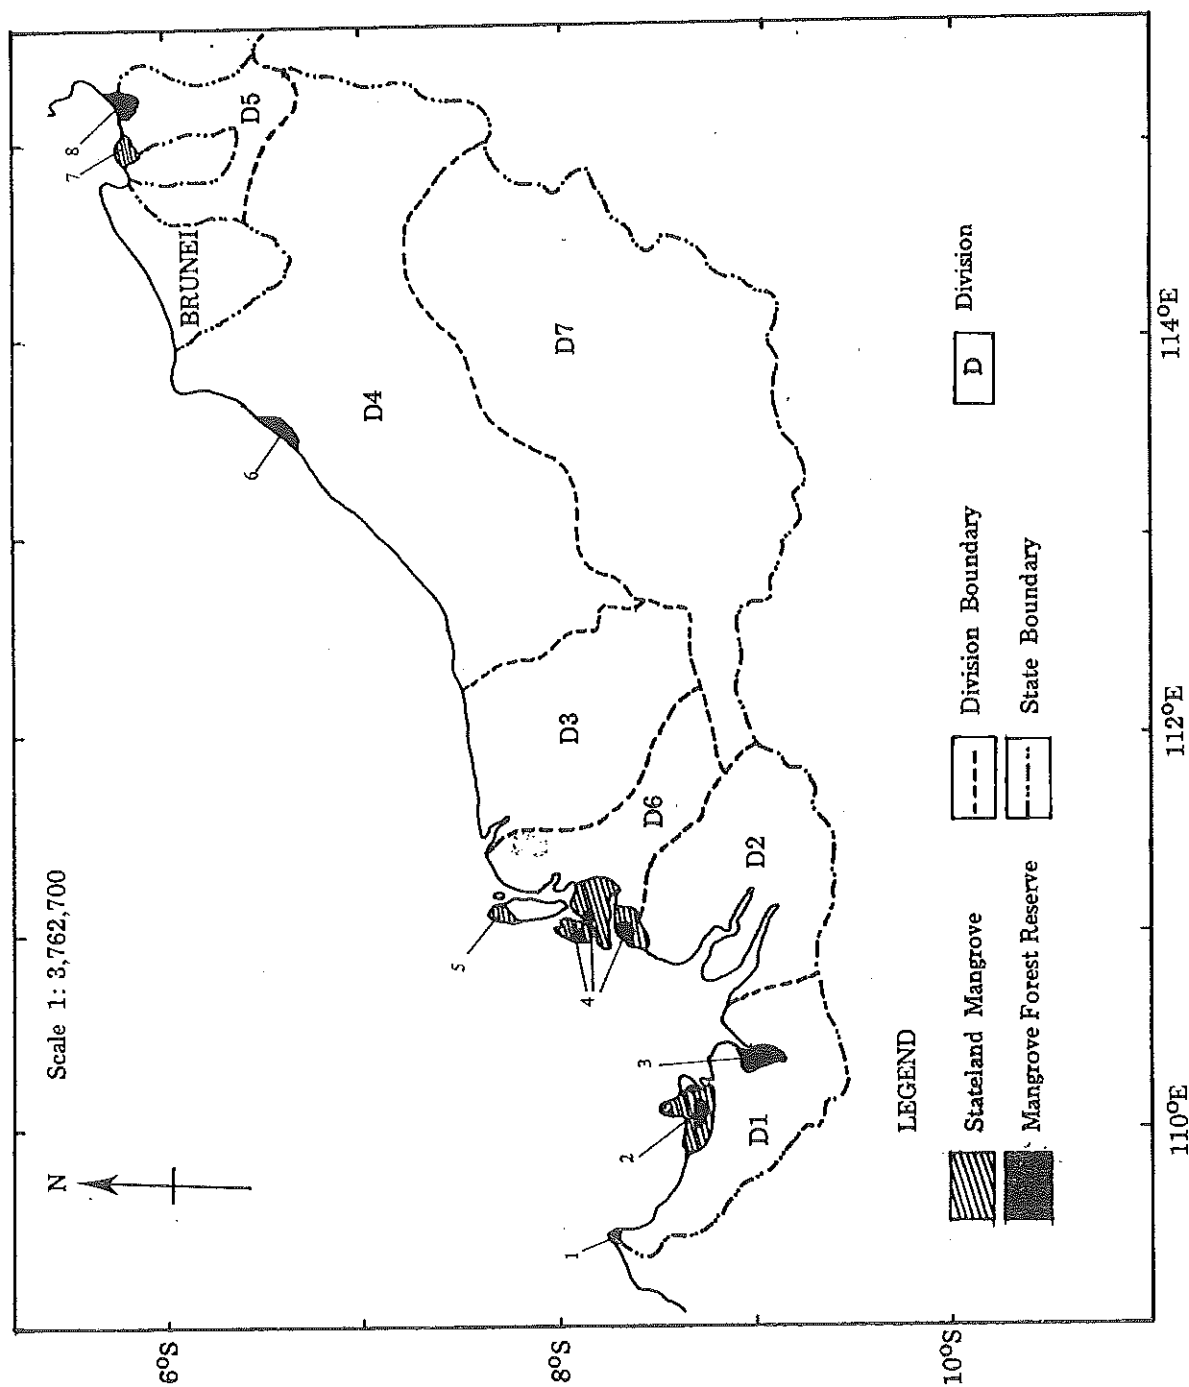 N
Scale 1: 3,762,700
6°S
8°S
10°S
110°E
112°E
114°E
BRUNEI
D1
D2
D3
D4
D5
D6
D7
1
2
3
4
5
6
7
8
LEGEND
Stateland Mangrove
Mangrove Forest Reserve
Division Boundary
State Boundary
D Division